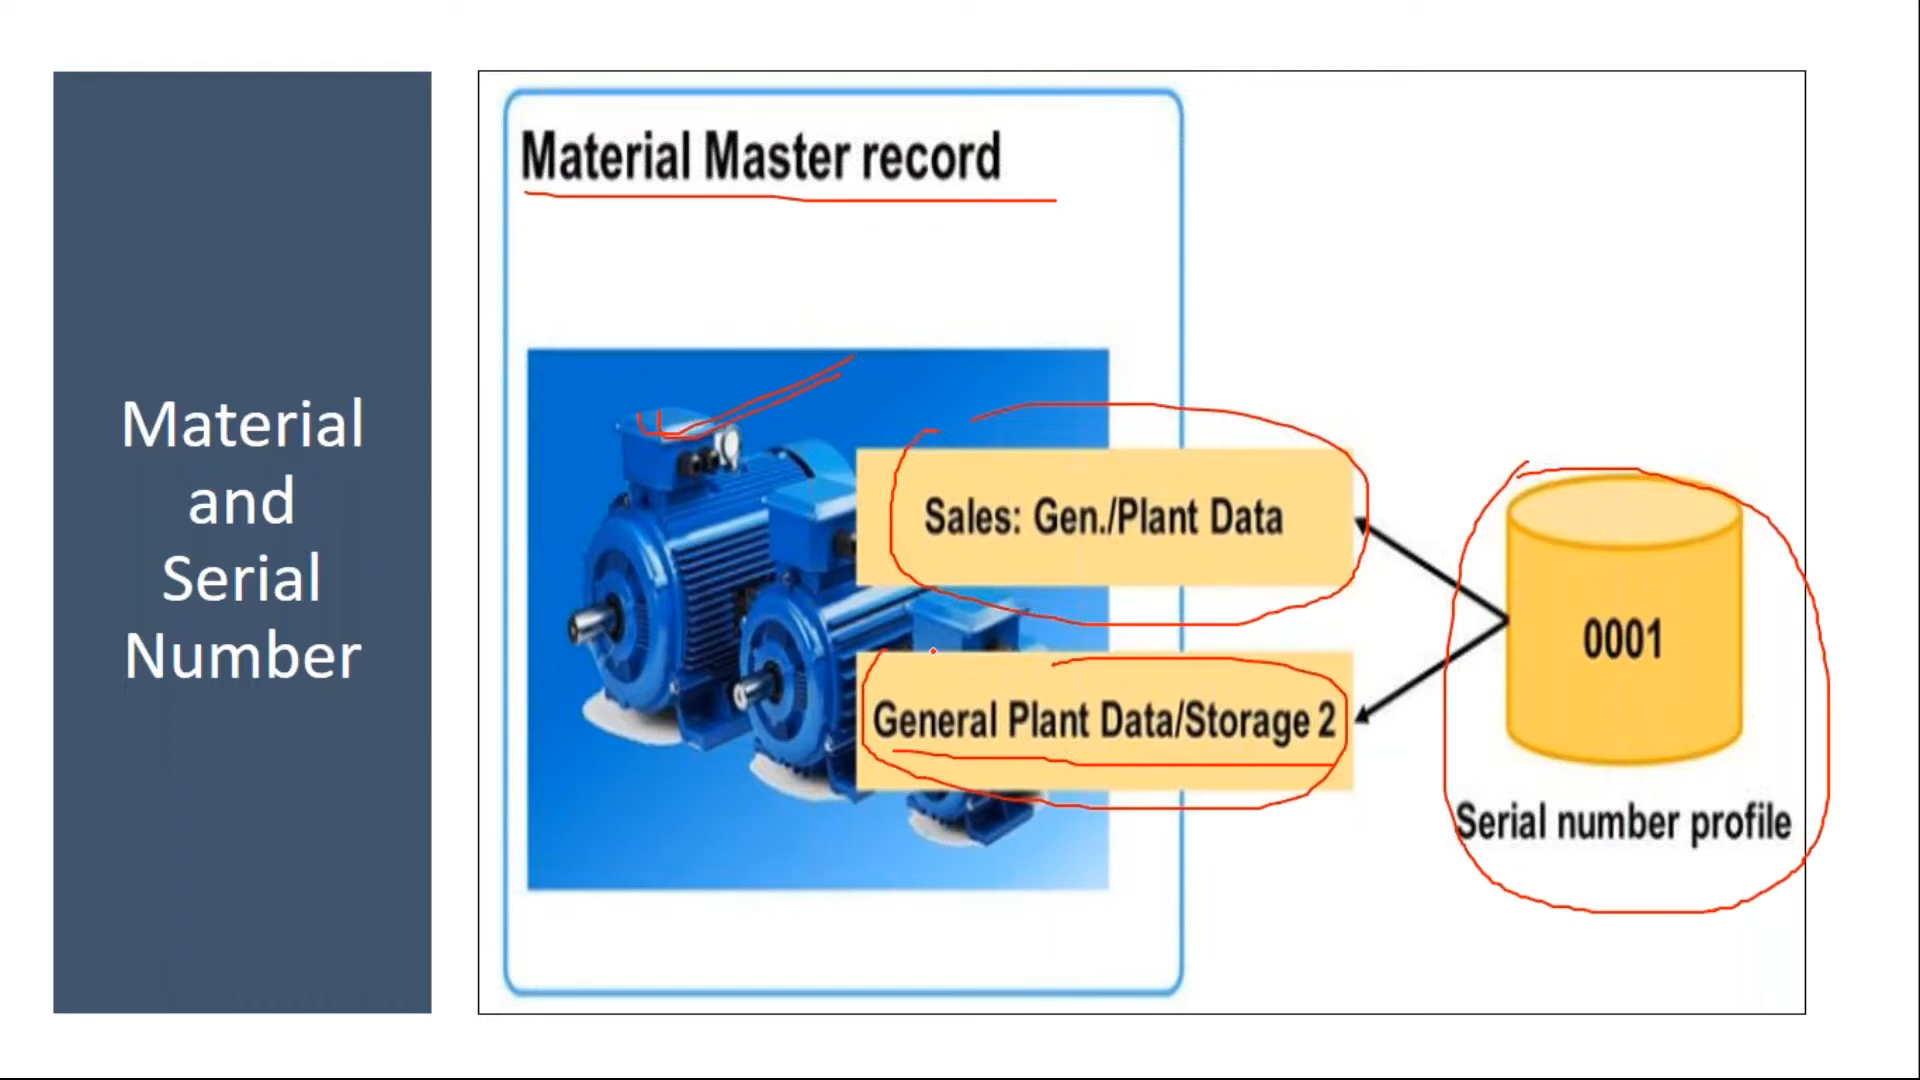 Material
and
Serial
Number
Material Master record
Sales: Gen./Plant Data
General Plant Data/Storage 2
0001
Serial number profile